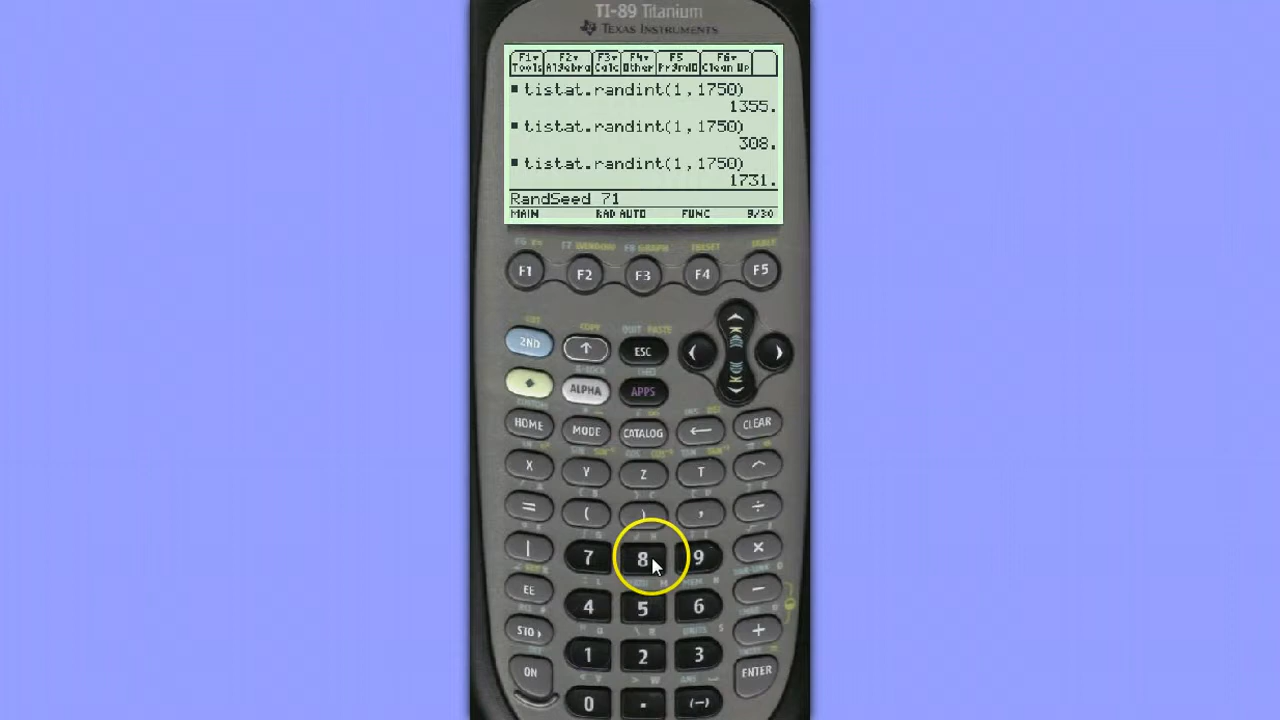 TI-89 Titanium
TEXAS INSTRUMENTS
F1▾ F2▾ F3▾ F4▾ F5 F6▾
Tools Algebra Calc Other PrgmIO Clean Up
▪ tistat.randint(1,1750)
1355.
▪ tistat.randint(1,1750)
308.
▪ tistat.randint(1,1750)
1731.
RandSeed 71
MAIN RAD AUTO FUNC 9/30
F1 F2 F3 F4 F5
QUIT PASTE
2ND ↑ ESC
ALPHA APPS
HOME MODE CATALOG ← CLEAR
X Y Z T ^
= ( ) , ÷
| 7 8 9 ×
EE 4 5 6 −
STO▸ 1 2 3 +
ON 0 . (−) ENTER